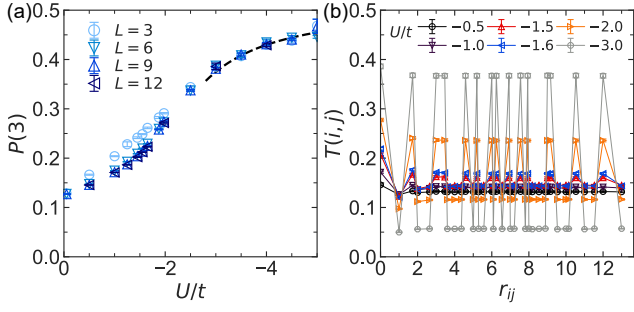 (a)
L = 3
L = 6
L = 9
L = 12
P(3)
0.5
0.4
0.3
0.2
0.1
0.0
0
−2
−4
U/t
(b)
U/t
−0.5
−1.5
−2.0
−1.0
−1.6
−3.0
T(i, j)
0.5
0.4
0.3
0.2
0.1
0.0
0
2
4
6
8
10
12
r_{ij}